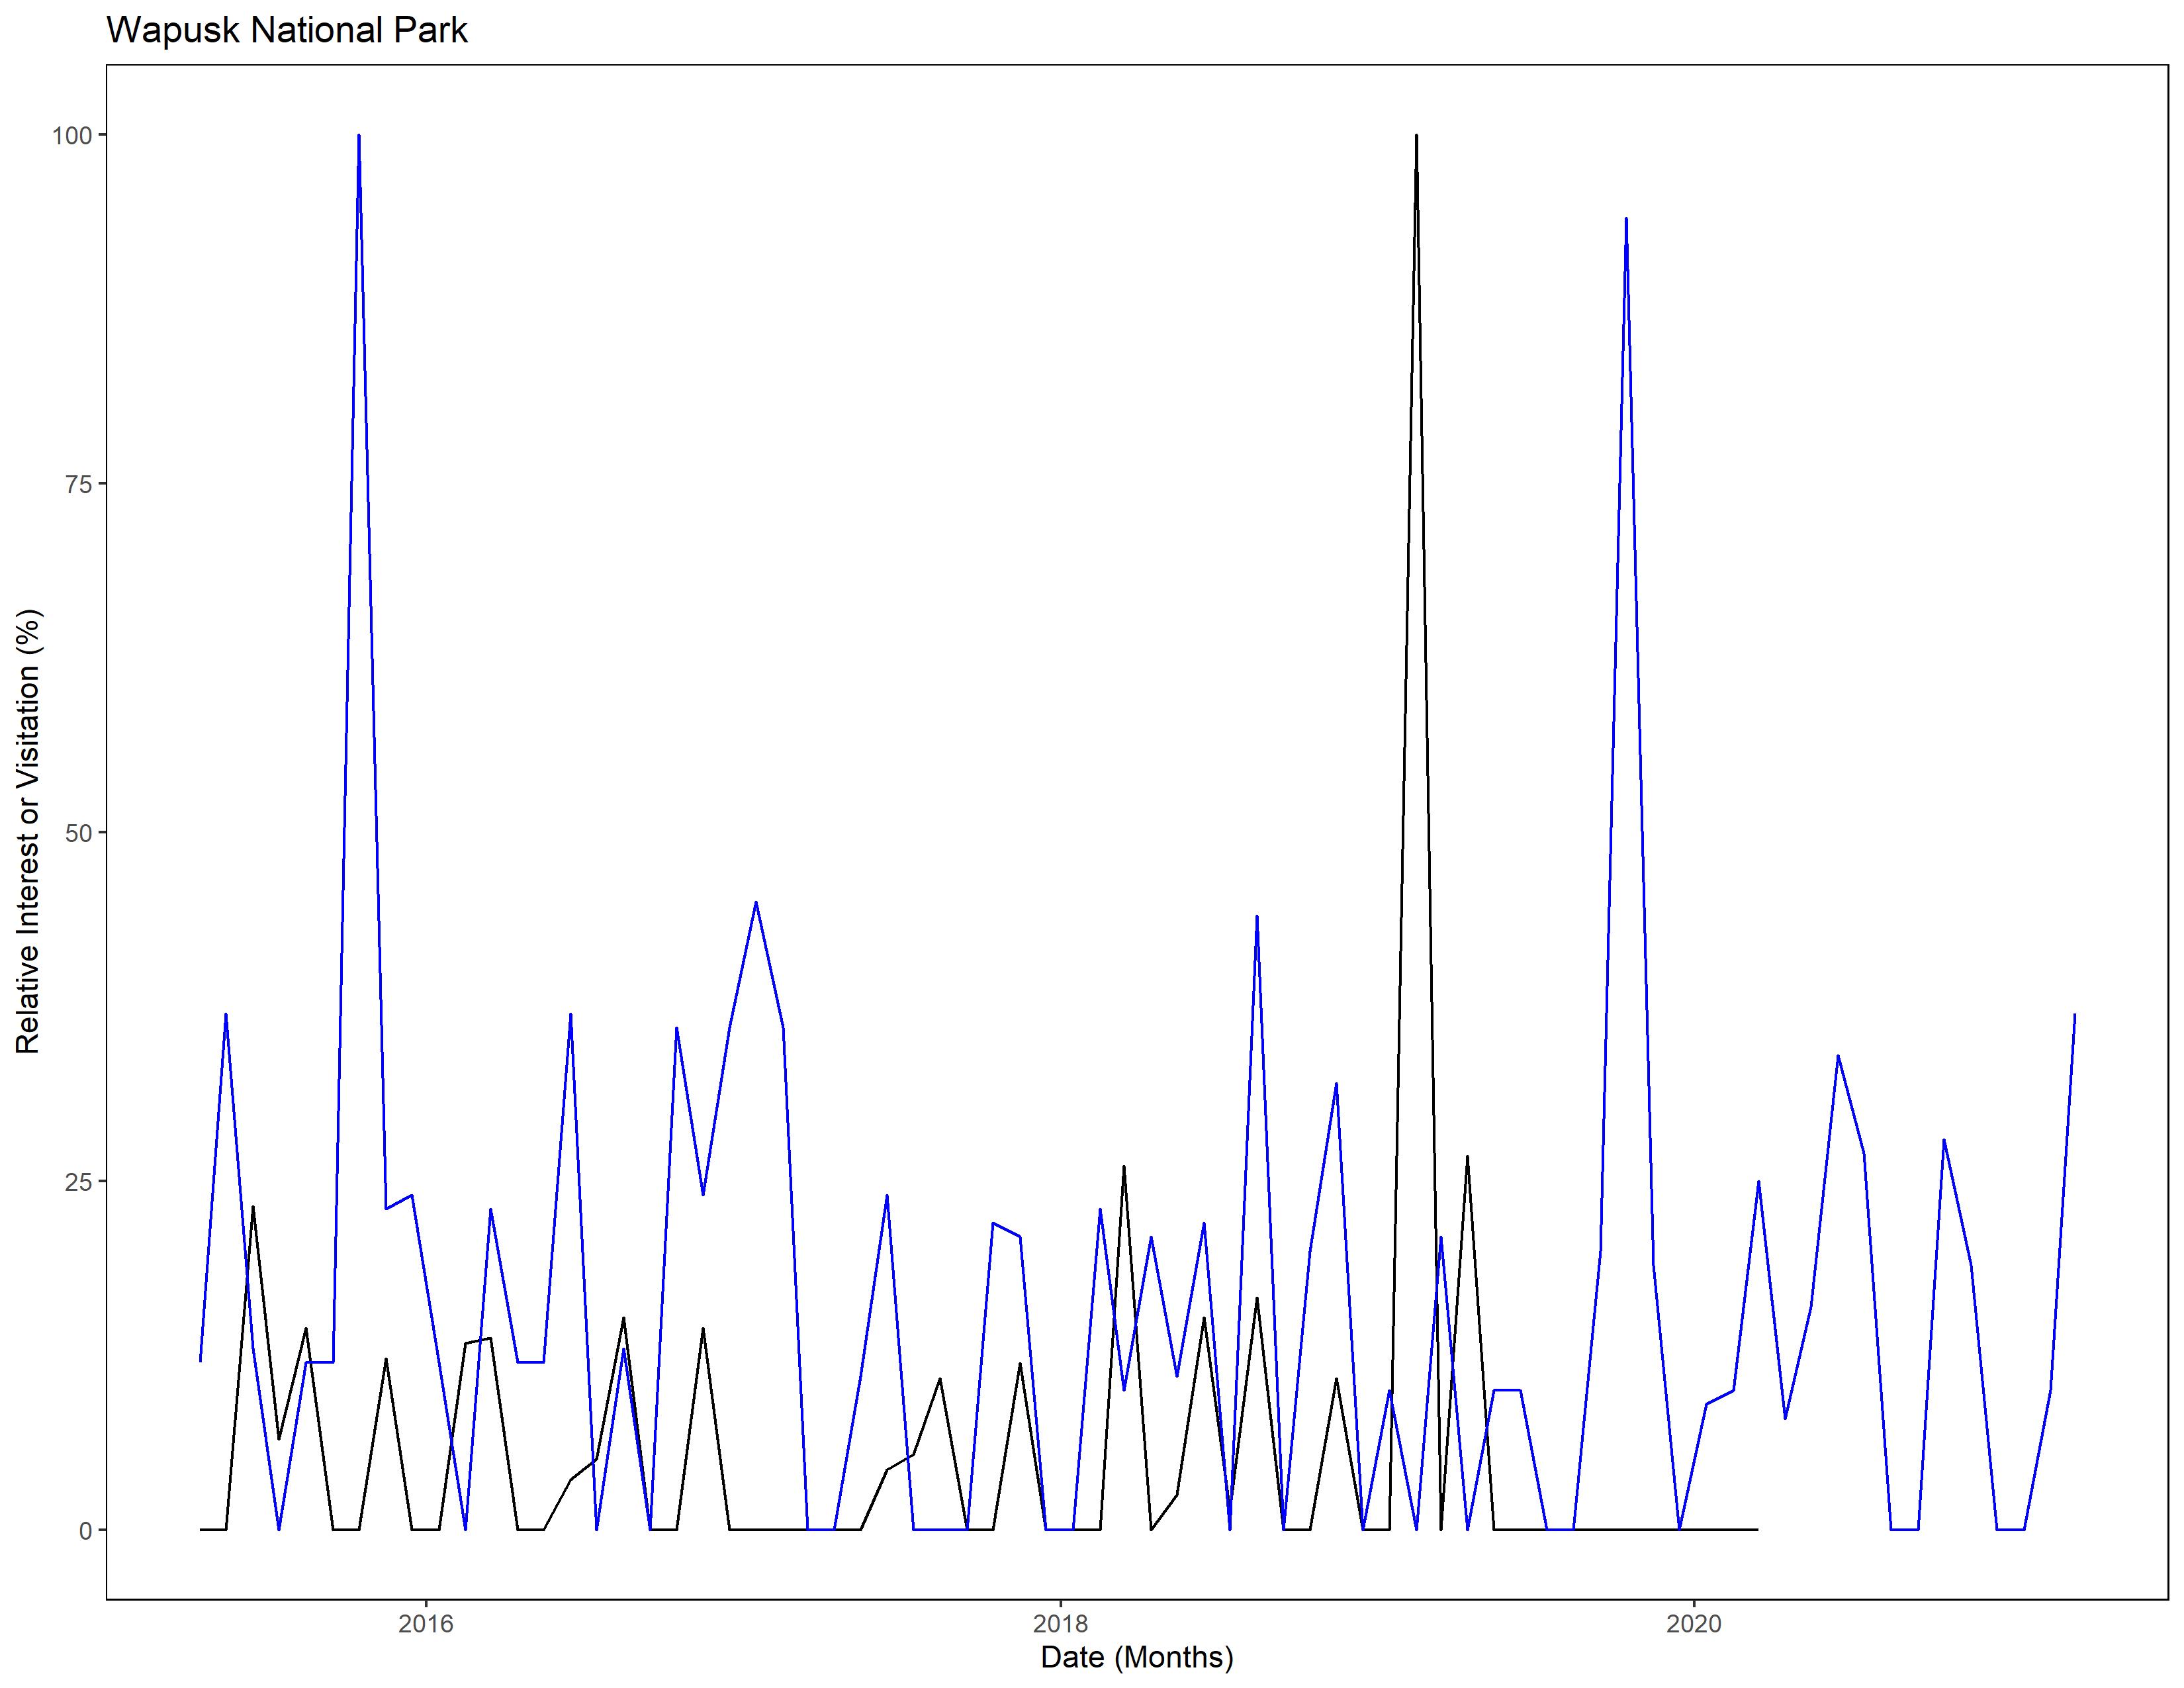 Wapusk National Park
Relative Interest or Visitation (%)
100
75
50
25
0
2016
2018
2020
Date (Months)